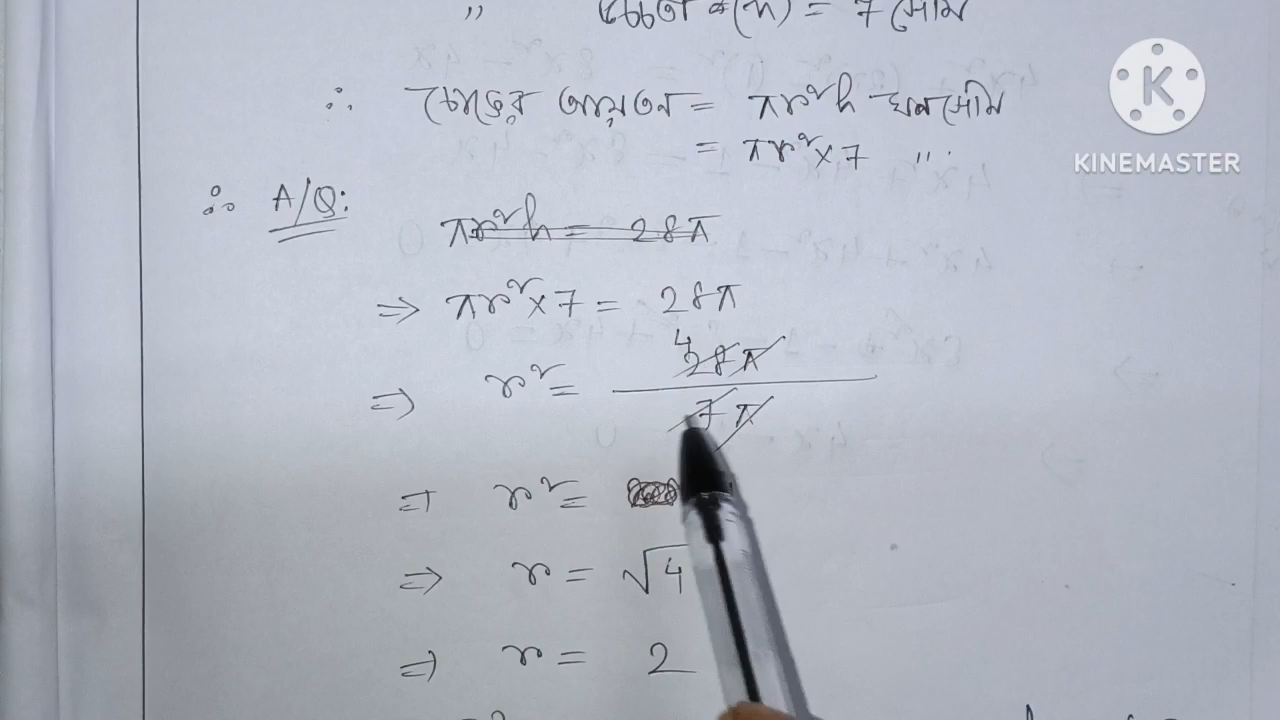 " উচ্চতা (h) = 7 সেমি
∴ চোঙের আয়তন = πr²h ঘনসেমি
= πr² × 7 "
∴ A/Q:
πr²h = 28π
⇒ πr² × 7 = 28π
4
⇒ r² = 28π / 7π
⇒ r² =
⇒ r = √4
⇒ r = 2
KINEMASTER